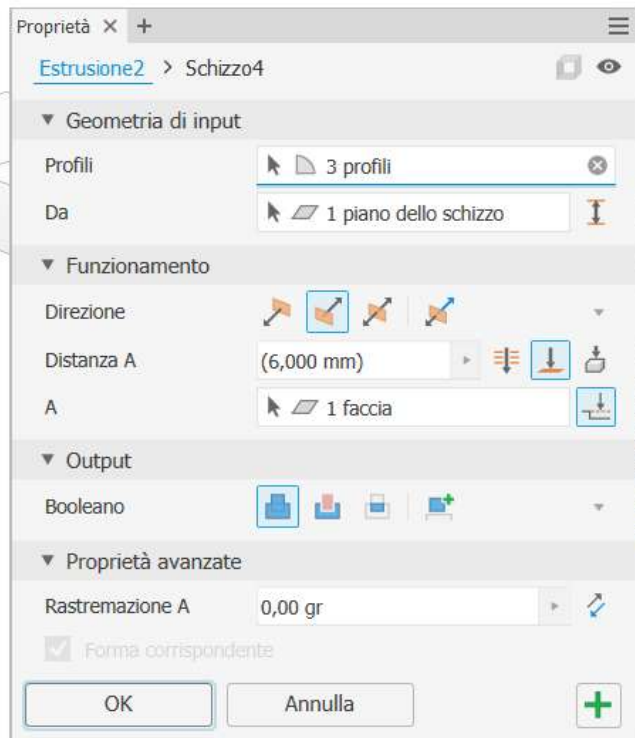 Proprietà × +
Estrusione2 > Schizzo4
Geometria di input
Profili 3 profili
Da 1 piano dello schizzo
Funzionamento
Direzione
Distanza A (6,000 mm)
A 1 faccia
Output
Booleano
Proprietà avanzate
Rastremazione A 0,00 gr
Forma corrispondente
OK Annulla